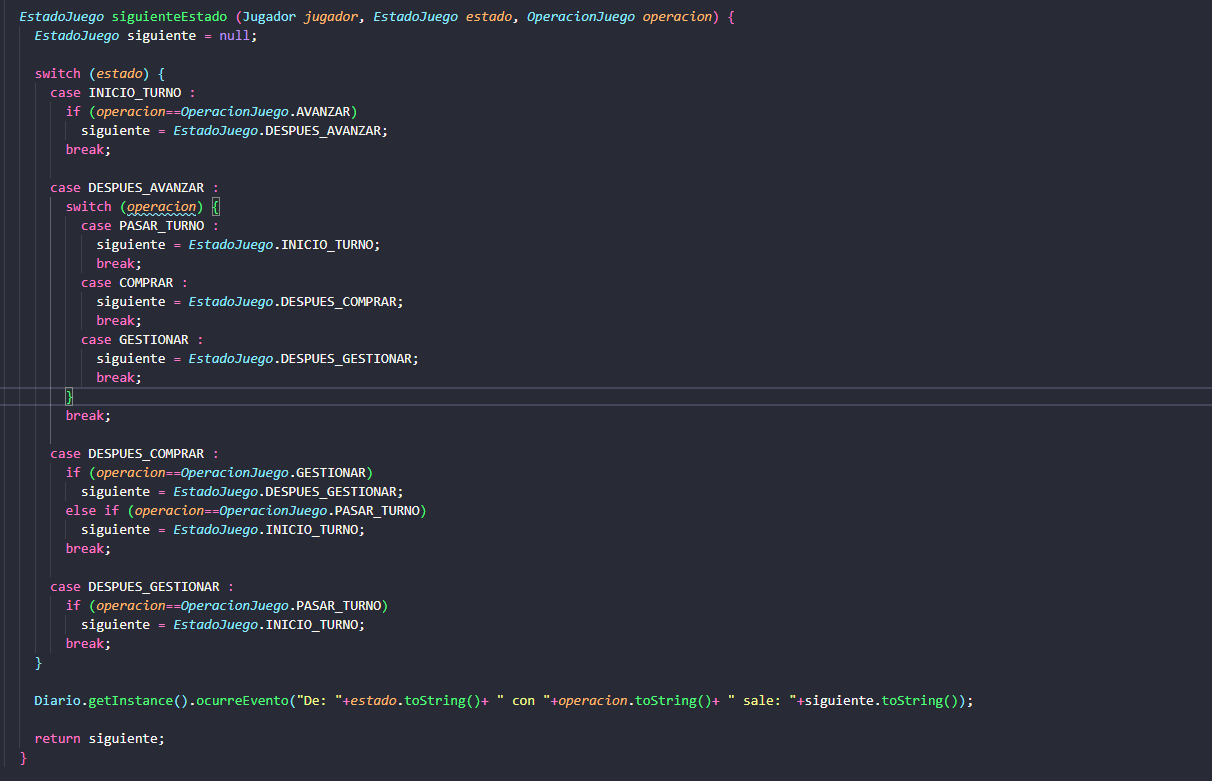 EstadoJuego siguienteEstado (Jugador jugador, EstadoJuego estado, OperacionJuego operacion) {
EstadoJuego siguiente = null;
switch (estado) {
case INICIO_TURNO :
if (operacion==OperacionJuego.AVANZAR)
siguiente = EstadoJuego.DESPUES_AVANZAR;
break;
case DESPUES_AVANZAR :
switch (operacion) {
case PASAR_TURNO :
siguiente = EstadoJuego.INICIO_TURNO;
break;
case COMPRAR :
siguiente = EstadoJuego.DESPUES_COMPRAR;
break;
case GESTIONAR :
siguiente = EstadoJuego.DESPUES_GESTIONAR;
break;
}
break;
case DESPUES_COMPRAR :
if (operacion==OperacionJuego.GESTIONAR)
siguiente = EstadoJuego.DESPUES_GESTIONAR;
else if (operacion==OperacionJuego.PASAR_TURNO)
siguiente = EstadoJuego.INICIO_TURNO;
break;
case DESPUES_GESTIONAR :
if (operacion==OperacionJuego.PASAR_TURNO)
siguiente = EstadoJuego.INICIO_TURNO;
break;
}
Diario.getInstance().ocurreEvento("De: "+estado.toString()+ " con "+operacion.toString()+ " sale: "+siguiente.toString());
return siguiente;
}